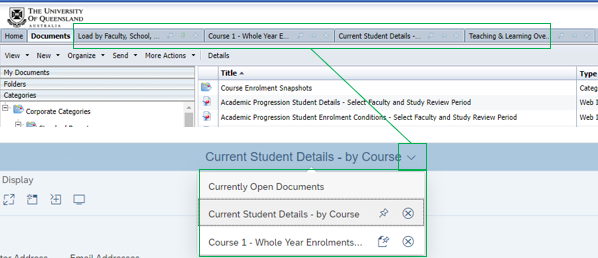 THE UNIVERSITY
OF QUEENSLAND
AUSTRALIA
Home Documents Load by Faculty, School, ... Course 1 - Whole Year E... Current Student Details - ... Teaching & Learning Ove...
View New Organize Send More Actions Details
My Documents
Folders
Categories
Corporate Categories
Title Type
Course Enrolment Snapshots Categ
Academic Progression Student Details - Select Faculty and Study Review Period Web I
Academic Progression Student Enrolment Conditions - Select Faculty and Study Review Period Web I
Current Student Details - by Course
Display
Currently Open Documents
Current Student Details - by Course
Course 1 - Whole Year Enrolments...
ter Address Email Addresses